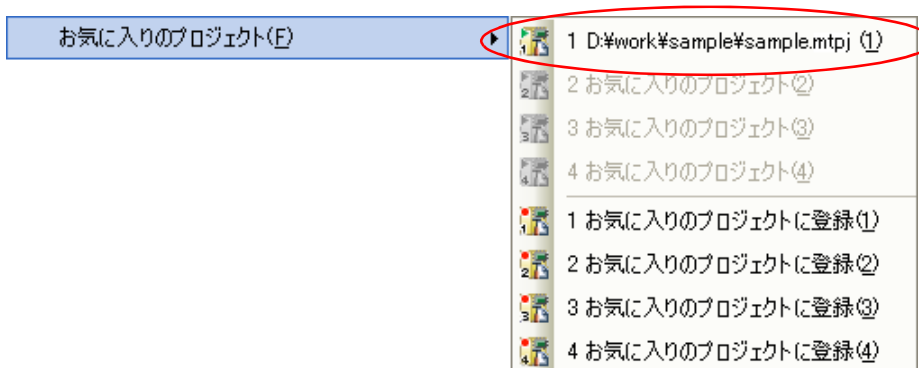 お気に入りのプロジェクト(F)
1 D:¥work¥sample¥sample.mtpj (1)
2 お気に入りのプロジェクト(2)
3 お気に入りのプロジェクト(3)
4 お気に入りのプロジェクト(4)
1 お気に入りのプロジェクトに登録(1)
2 お気に入りのプロジェクトに登録(2)
3 お気に入りのプロジェクトに登録(3)
4 お気に入りのプロジェクトに登録(4)